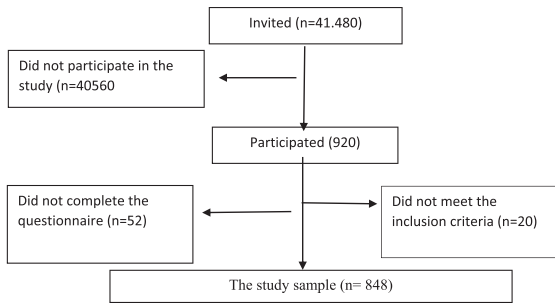 Invited (n=41.480)
Did not participate in the
study (n=40560
Participated (920)
Did not complete the
questionnaire (n=52)
Did not meet the
inclusion criteria (n=20)
The study sample (n= 848)